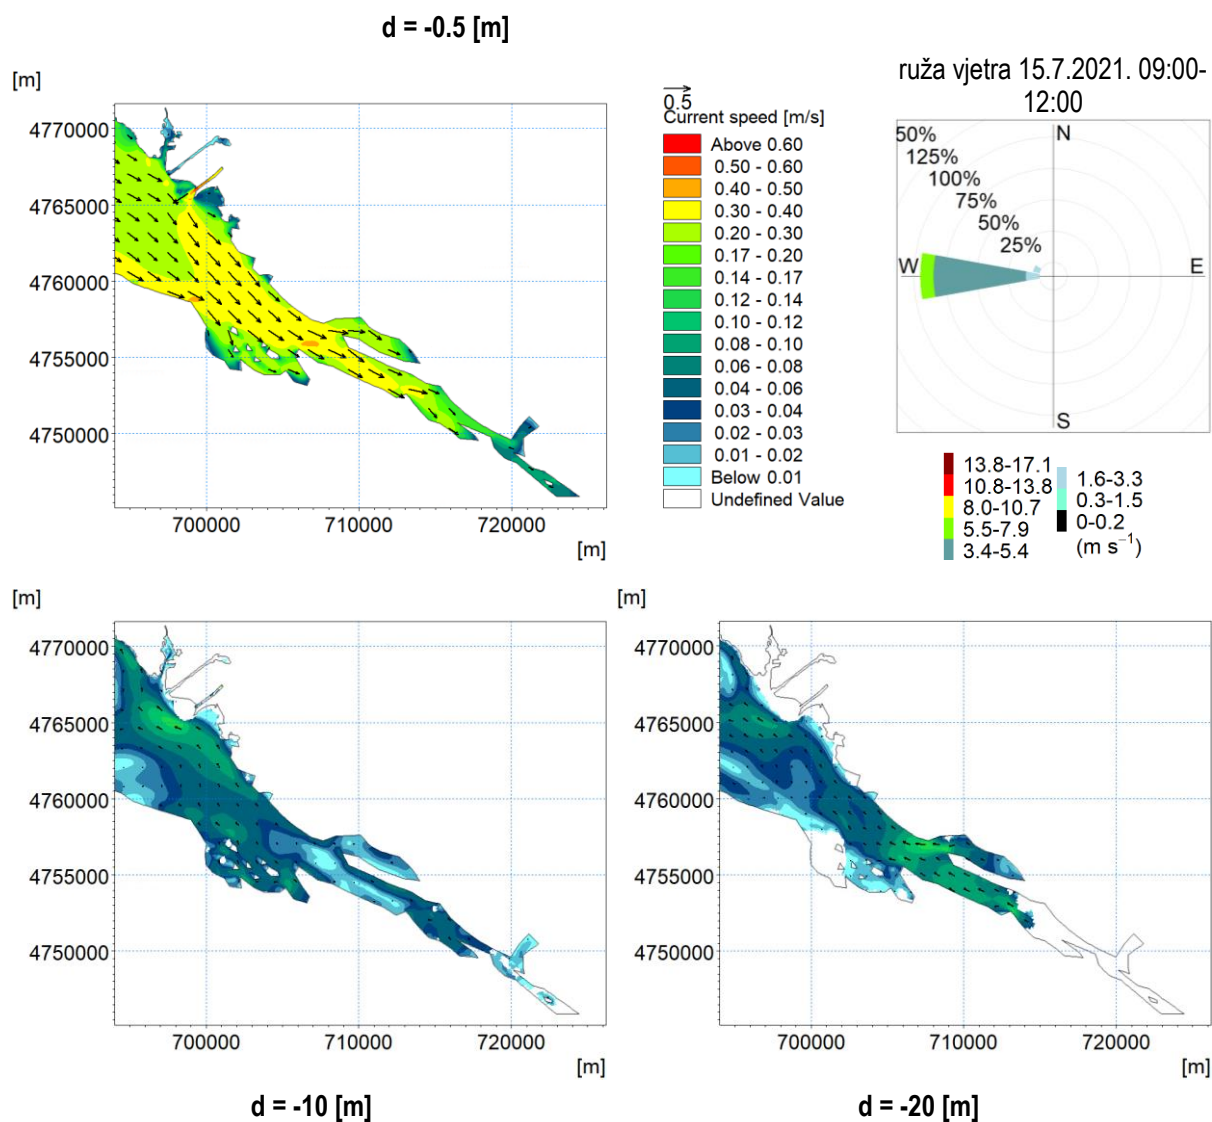 d = -0.5 [m]
[m]
4770000
4765000
4760000
4755000
4750000
700000
710000
720000
[m]
0.5
Current speed [m/s]
Above 0.60
0.50 - 0.60
0.40 - 0.50
0.30 - 0.40
0.20 - 0.30
0.17 - 0.20
0.14 - 0.17
0.12 - 0.14
0.10 - 0.12
0.08 - 0.10
0.06 - 0.08
0.04 - 0.06
0.03 - 0.04
0.02 - 0.03
0.01 - 0.02
Below 0.01
Undefined Value
ruža vjetra 15.7.2021. 09:00-
12:00
50%
125%
100%
75%
50%
25%
N
W
E
S
13.8-17.1
10.8-13.8
8.0-10.7
5.5-7.9
3.4-5.4
1.6-3.3
0.3-1.5
0-0.2
(m s⁻¹)
[m]
4770000
4765000
4760000
4755000
4750000
700000
710000
720000
[m]
d = -10 [m]
[m]
4770000
4765000
4760000
4755000
4750000
700000
710000
720000
[m]
d = -20 [m]